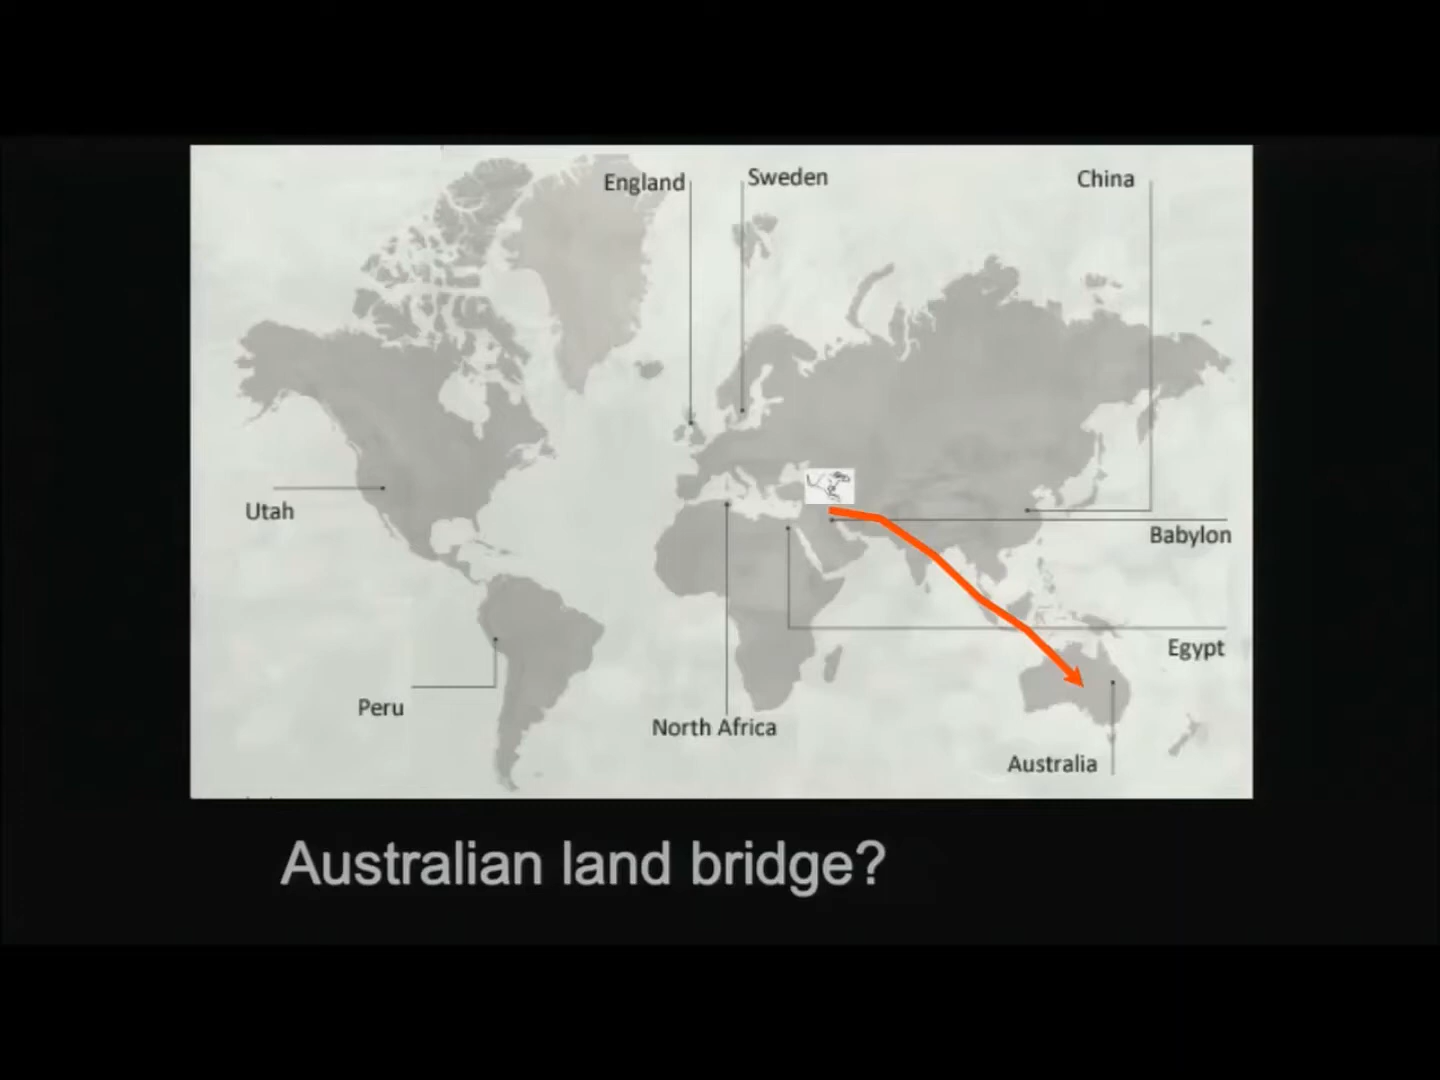 England
Sweden
China
Utah
Babylon
Egypt
Peru
North Africa
Australia
Australian land bridge?